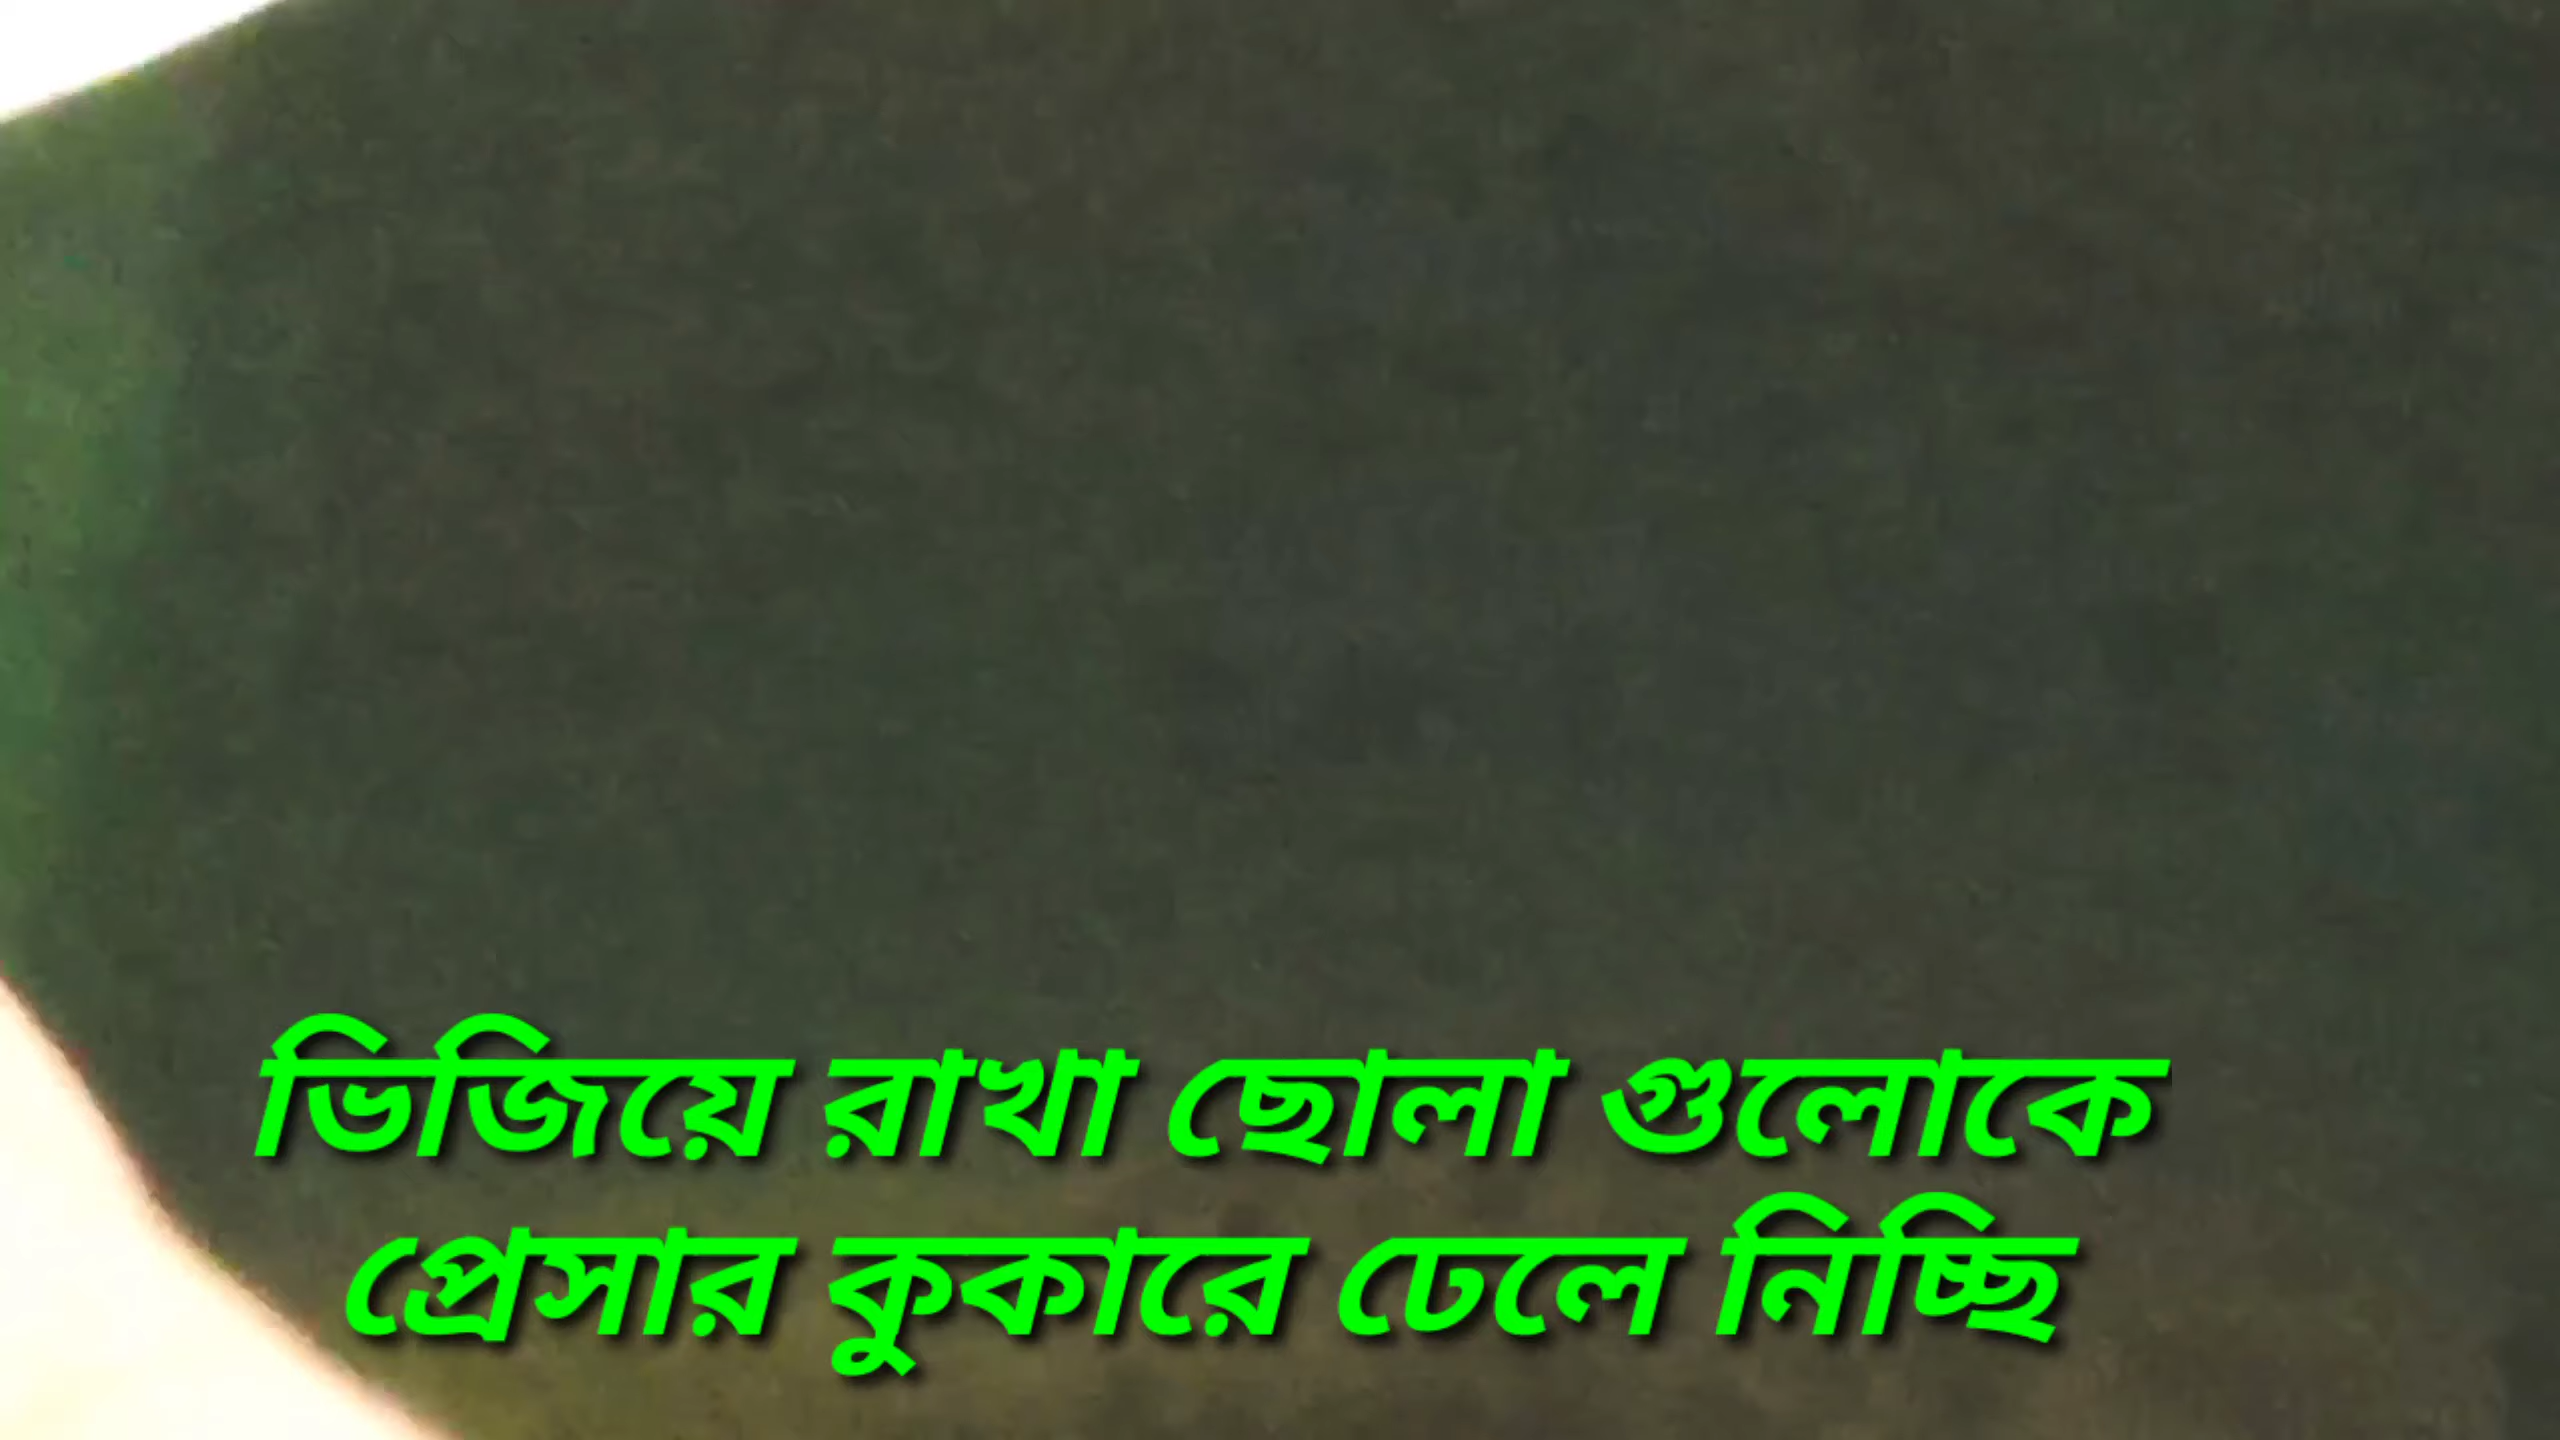 ভিজিয়ে রাখা ছোলা গুলোকে
প্রেসার কুকারে ঢেলে নিচ্ছি